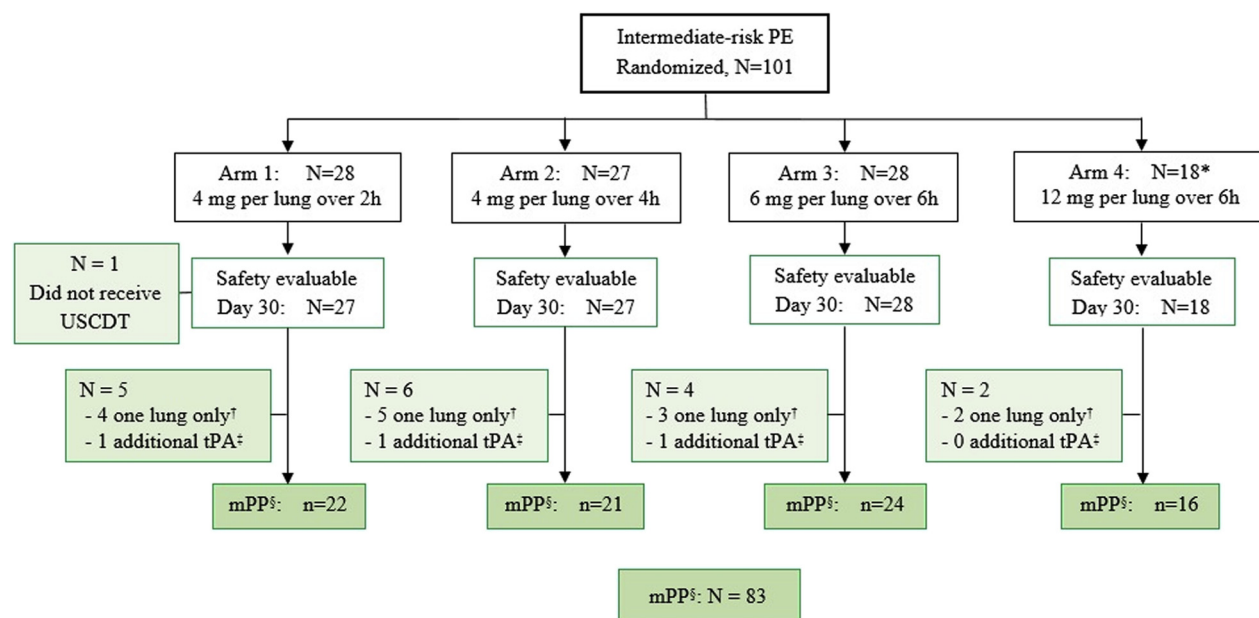 Intermediate-risk PE
Randomized, N=101
Arm 1: N=28
4 mg per lung over 2h
Arm 2: N=27
4 mg per lung over 4h
Arm 3: N=28
6 mg per lung over 6h
Arm 4: N=18*
12 mg per lung over 6h
N = 1
Did not receive
USCDT
Safety evaluable
Day 30: N=27
Safety evaluable
Day 30: N=27
Safety evaluable
Day 30: N=28
Safety evaluable
Day 30: N=18
N = 5
- 4 one lung only†
- 1 additional tPA‡
N = 6
- 5 one lung only†
- 1 additional tPA‡
N = 4
- 3 one lung only†
- 1 additional tPA‡
N = 2
- 2 one lung only†
- 0 additional tPA‡
mPP§: n=22
mPP§: n=21
mPP§: n=24
mPP§: n=16
mPP§: N = 83